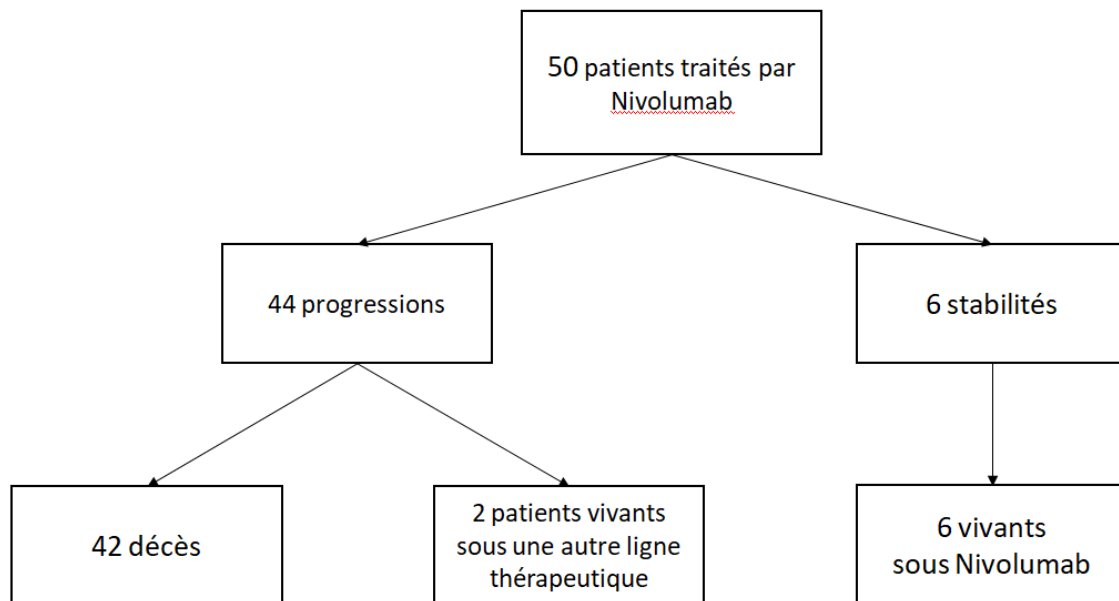 50 patients traités par
Nivolumab
44 progressions
6 stabilités
42 décès
2 patients vivants
sous une autre ligne
thérapeutique
6 vivants
sous Nivolumab